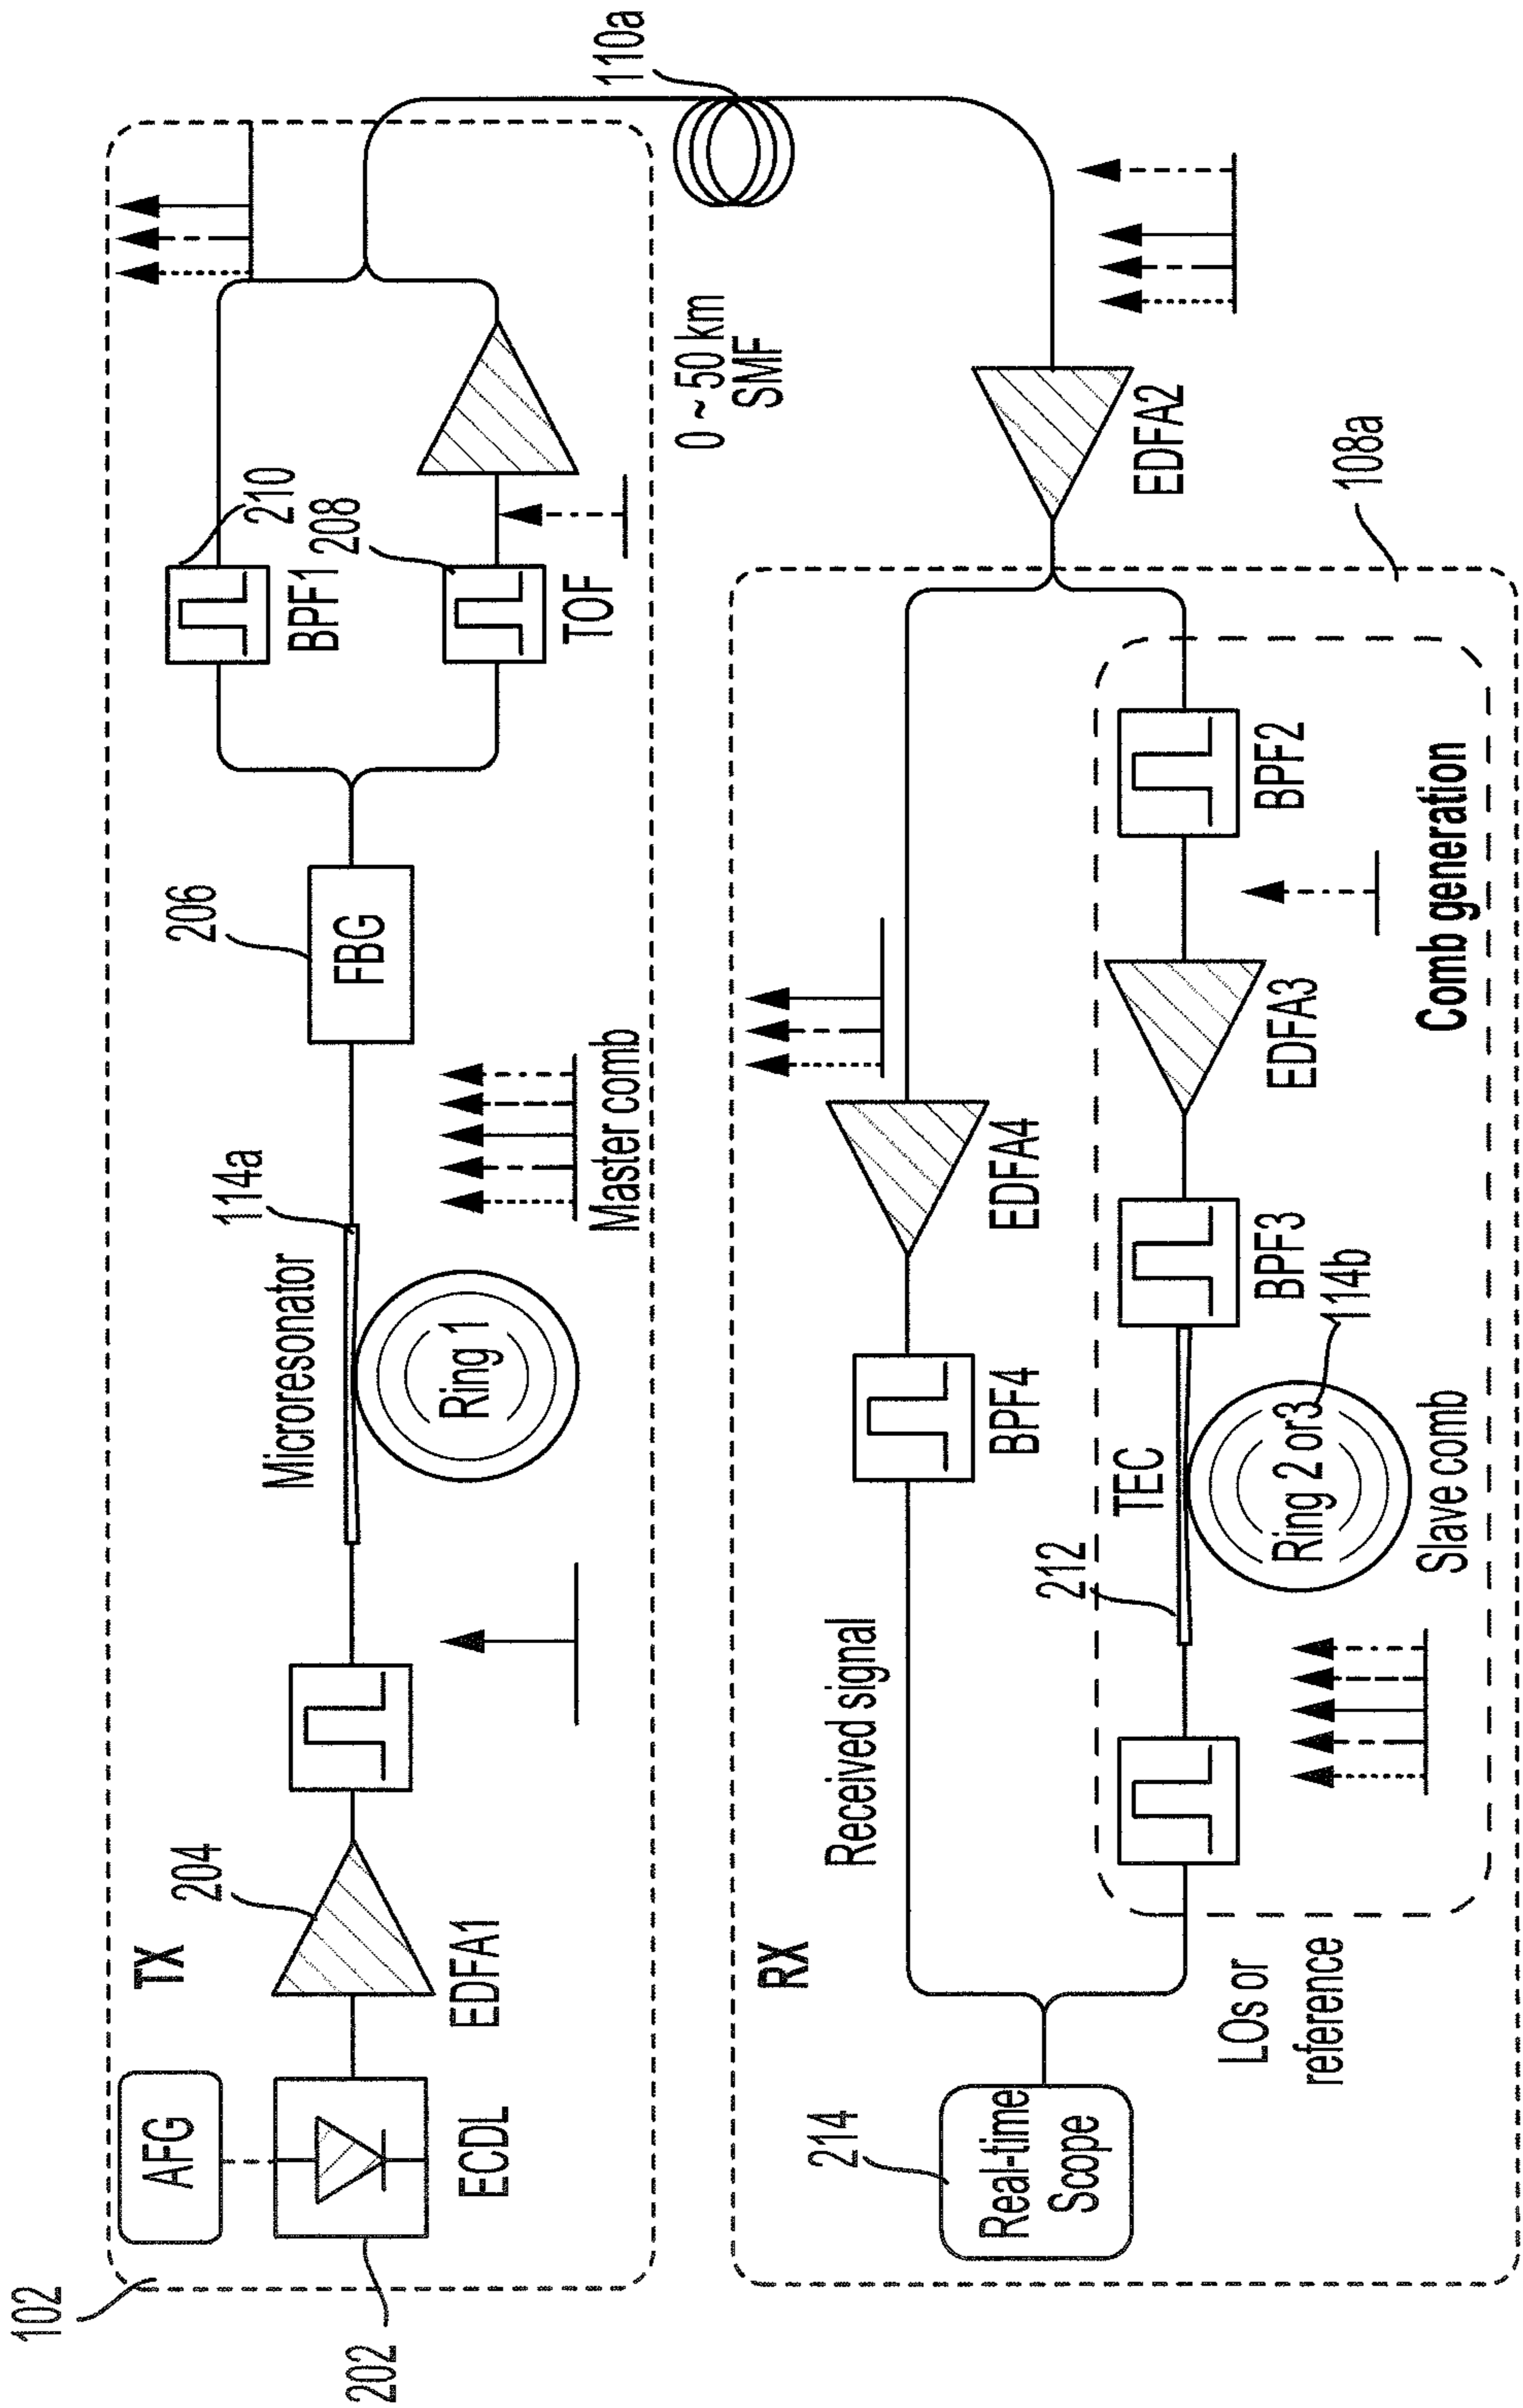 102
TX
AFG
202
ECDL
204
EDFA1
Microresonator
114a
Ring 1
Master comb
206
FBG
210
BPF1
208
TOF
110a
0 ~ 50 km
SMF
EDFA2
108a
RX
214
Real-time
Scope
Received signal
BPF4
EDFA4
LOs or
reference
212
TEC
Ring 2 or3
114b
Slave comb
BPF3
EDFA3
BPF2
Comb generation